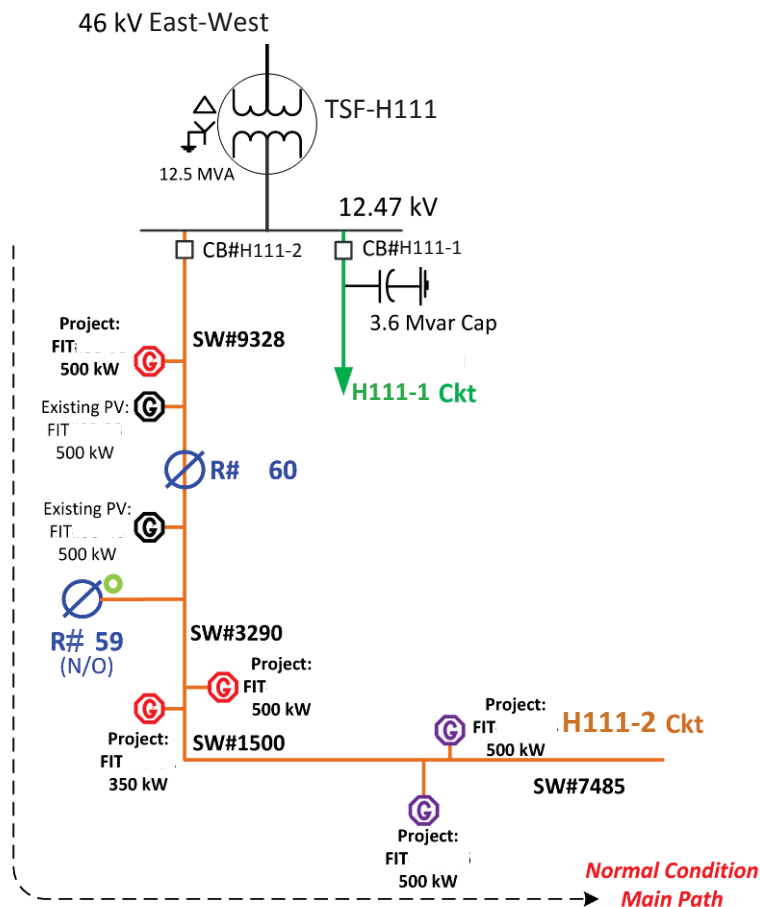 46 kV East-West
TSF-H111
12.5 MVA
12.47 kV
CB#H111-2
CB#H111-1
3.6 Mvar Cap
H111-1 Ckt
SW#9328
Project:
FIT
500 kW
G
Existing PV:
FIT
500 kW
G
R# 60
Existing PV:
FIT
500 kW
G
R# 59
(N/O)
SW#3290
G
Project:
FIT
500 kW
G
Project:
FIT
350 kW
SW#1500
Project:
FIT
500 kW
G
H111-2 Ckt
SW#7485
G
Project:
FIT
500 kW
Normal Condition
Main Path